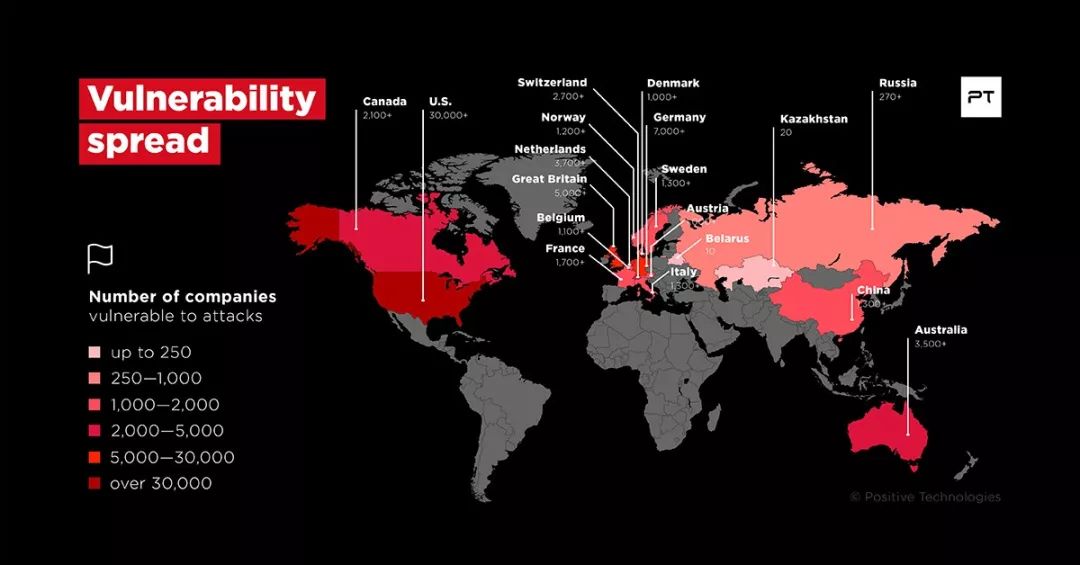 Vulnerability
spread
Canada
2,100+
U.S.
30,000+
Switzerland
2,700+
Norway
1,200+
Netherlands
3,700+
Great Britain
5,000+
Belgium
1,100+
France
1,700+
Denmark
1,000+
Germany
7,000+
Sweden
1,300+
Austria
Belarus
10
Italy
1,300+
Kazakhstan
20
Russia
270+
PT
China
Australia
3,500+
Number of companies
vulnerable to attacks
up to 250
250—1,000
1,000—2,000
2,000—5,000
5,000—30,000
over 30,000
© Positive Technologies